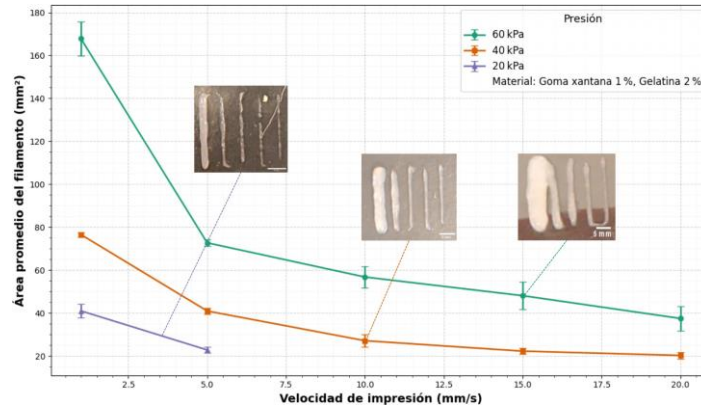 Presión
60 kPa
40 kPa
20 kPa
Material: Goma xantana 1 %, Gelatina 2 %
Área promedio del filamento (mm²)
180
160
140
120
100
80
60
40
20
5 mm
2.5
5.0
7.5
10.0
12.5
15.0
17.5
20.0
Velocidad de impresión (mm/s)